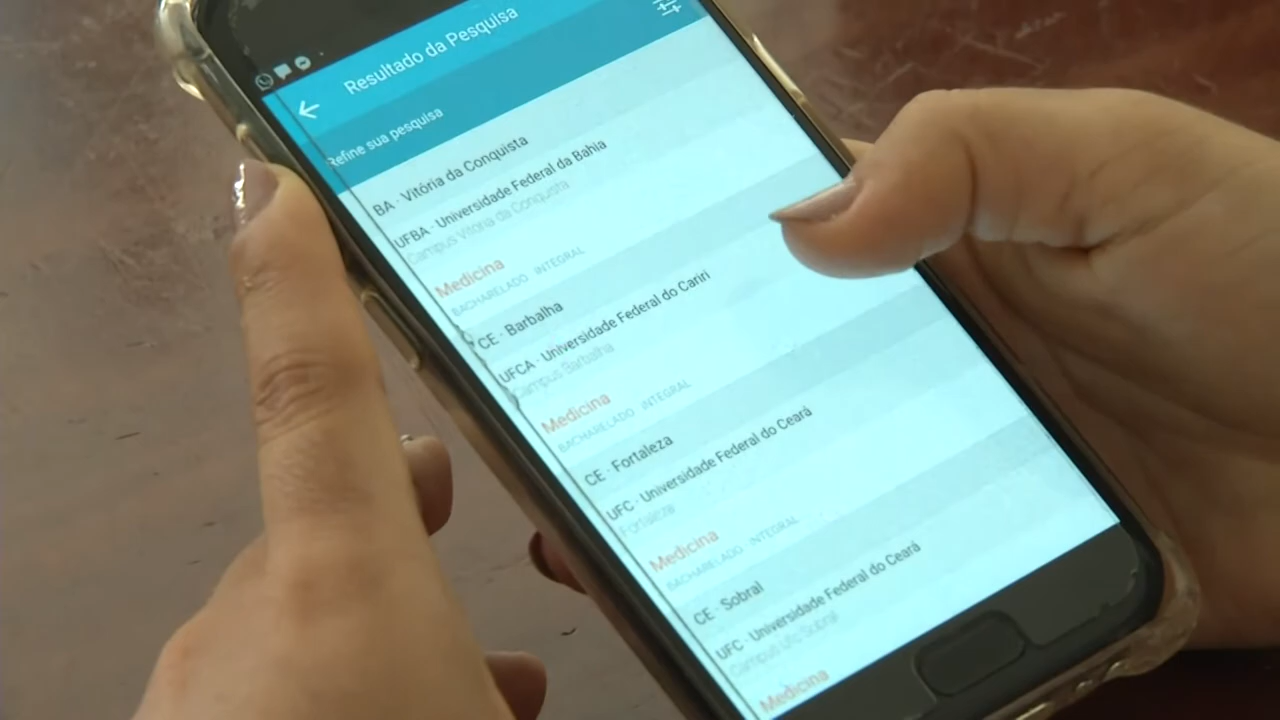 Resultado da Pesquisa
Refine sua pesquisa
BA - Vitória da Conquista
UFBA - Universidade Federal da Bahia
Campus Vitória da Conquista
Medicina
BACHARELADO INTEGRAL
CE - Barbalha
UFCA - Universidade Federal do Cariri
Campus Barbalha
Medicina
BACHARELADO INTEGRAL
CE - Fortaleza
UFC - Universidade Federal do Ceará
Fortaleza
Medicina
BACHARELADO INTEGRAL
CE - Sobral
UFC - Universidade Federal do Ceará
Campus Ufc Sobral
Medicina